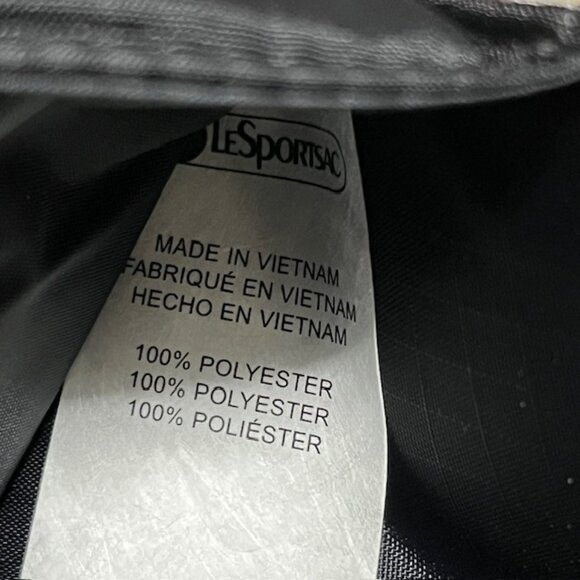 LESPORTSAC
MADE IN VIETNAM
FABRIQUÉ EN VIETNAM
HECHO EN VIETNAM
100% POLYESTER
100% POLYESTER
100% POLIÉSTER